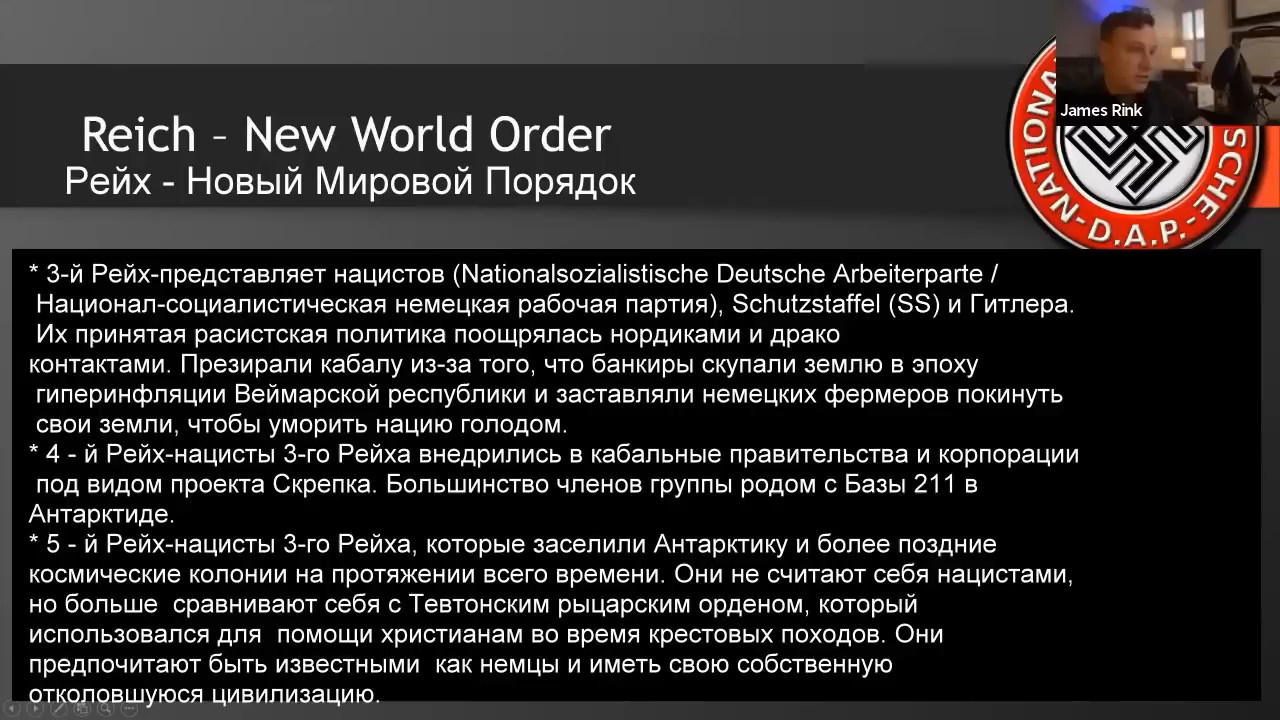 James Rink
Reich – New World Order
Рейх - Новый Мировой Порядок
NATIONA
SCHE
-D.A.P.-
* 3-й Рейх-представляет нацистов (Nationalsozialistische Deutsche Arbeiterparte /
Национал-социалистическая немецкая рабочая партия), Schutzstaffel (SS) и Гитлера.
Их принятая расистская политика поощрялась нордиками и драко
контактами. Презирали кабалу из-за того, что банкиры скупали землю в эпоху
гиперинфляции Веймарской республики и заставляли немецких фермеров покинуть
свои земли, чтобы уморить нацию голодом.
* 4 - й Рейх-нацисты 3-го Рейха внедрились в кабальные правительства и корпорации
под видом проекта Скрепка. Большинство членов группы родом с Базы 211 в
Антарктиде.
* 5 - й Рейх-нацисты 3-го Рейха, которые заселили Антарктику и более поздние
космические колонии на протяжении всего времени. Они не считают себя нацистами,
но больше сравнивают себя с Тевтонским рыцарским орденом, который
использовался для помощи христианам во время крестовых походов. Они
предпочитают быть известными как немцы и иметь свою собственную
отколовшуюся цивилизацию.